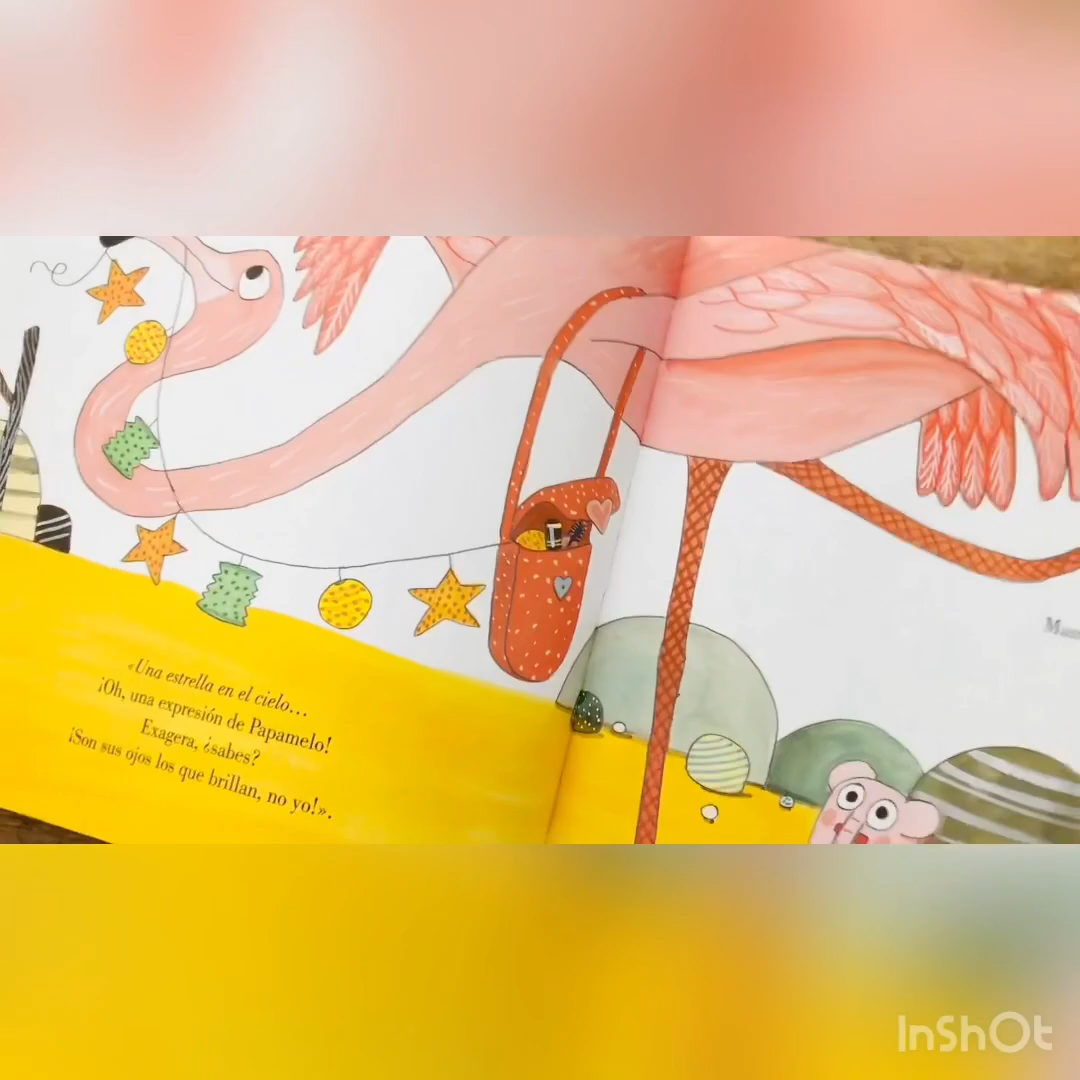 «Una estrella en el cielo…
¡Oh, una expresión de Papamelo!
Exagera, ¿sabes?
¡Son sus ojos los que brillan, no yo!».
InShOt